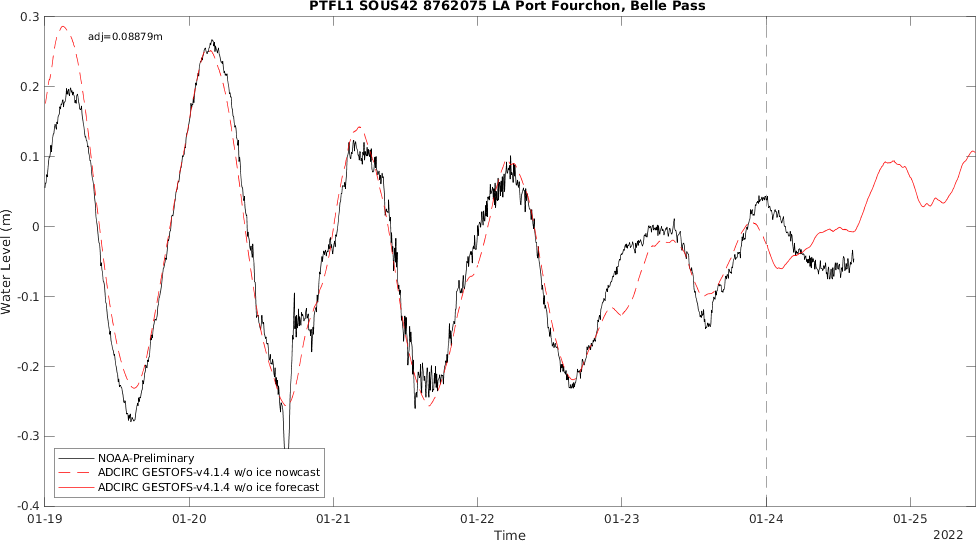 PTFL1 SOUS42 8762075 LA Port Fourchon, Belle Pass
adj=0.08879m
0.3
0.2
0.1
0
-0.1
-0.2
-0.3
-0.4
Water Level (m)
NOAA-Preliminary
ADCIRC GESTOFS-v4.1.4 w/o ice nowcast
ADCIRC GESTOFS-v4.1.4 w/o ice forecast
01-19 01-20 01-21 01-22 01-23 01-24 01-25
Time
2022